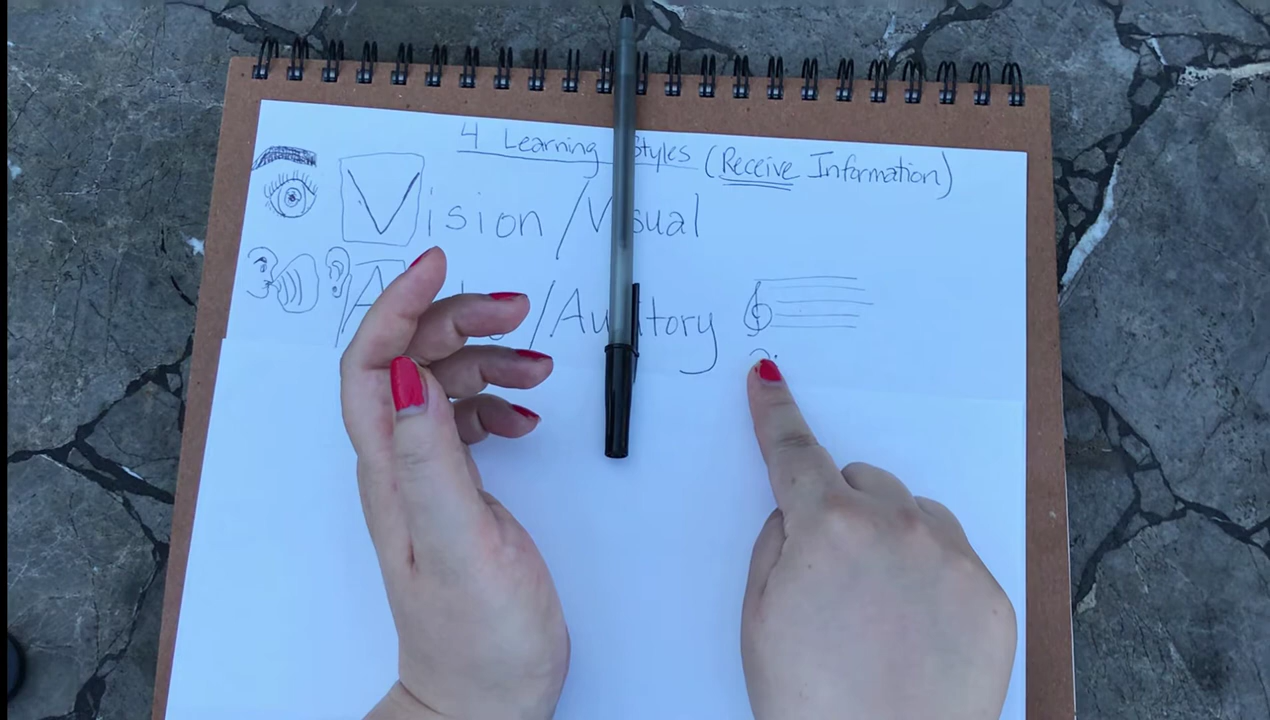 4 Learning Styles (Receive Information)
Vision / Visual
/Auditory